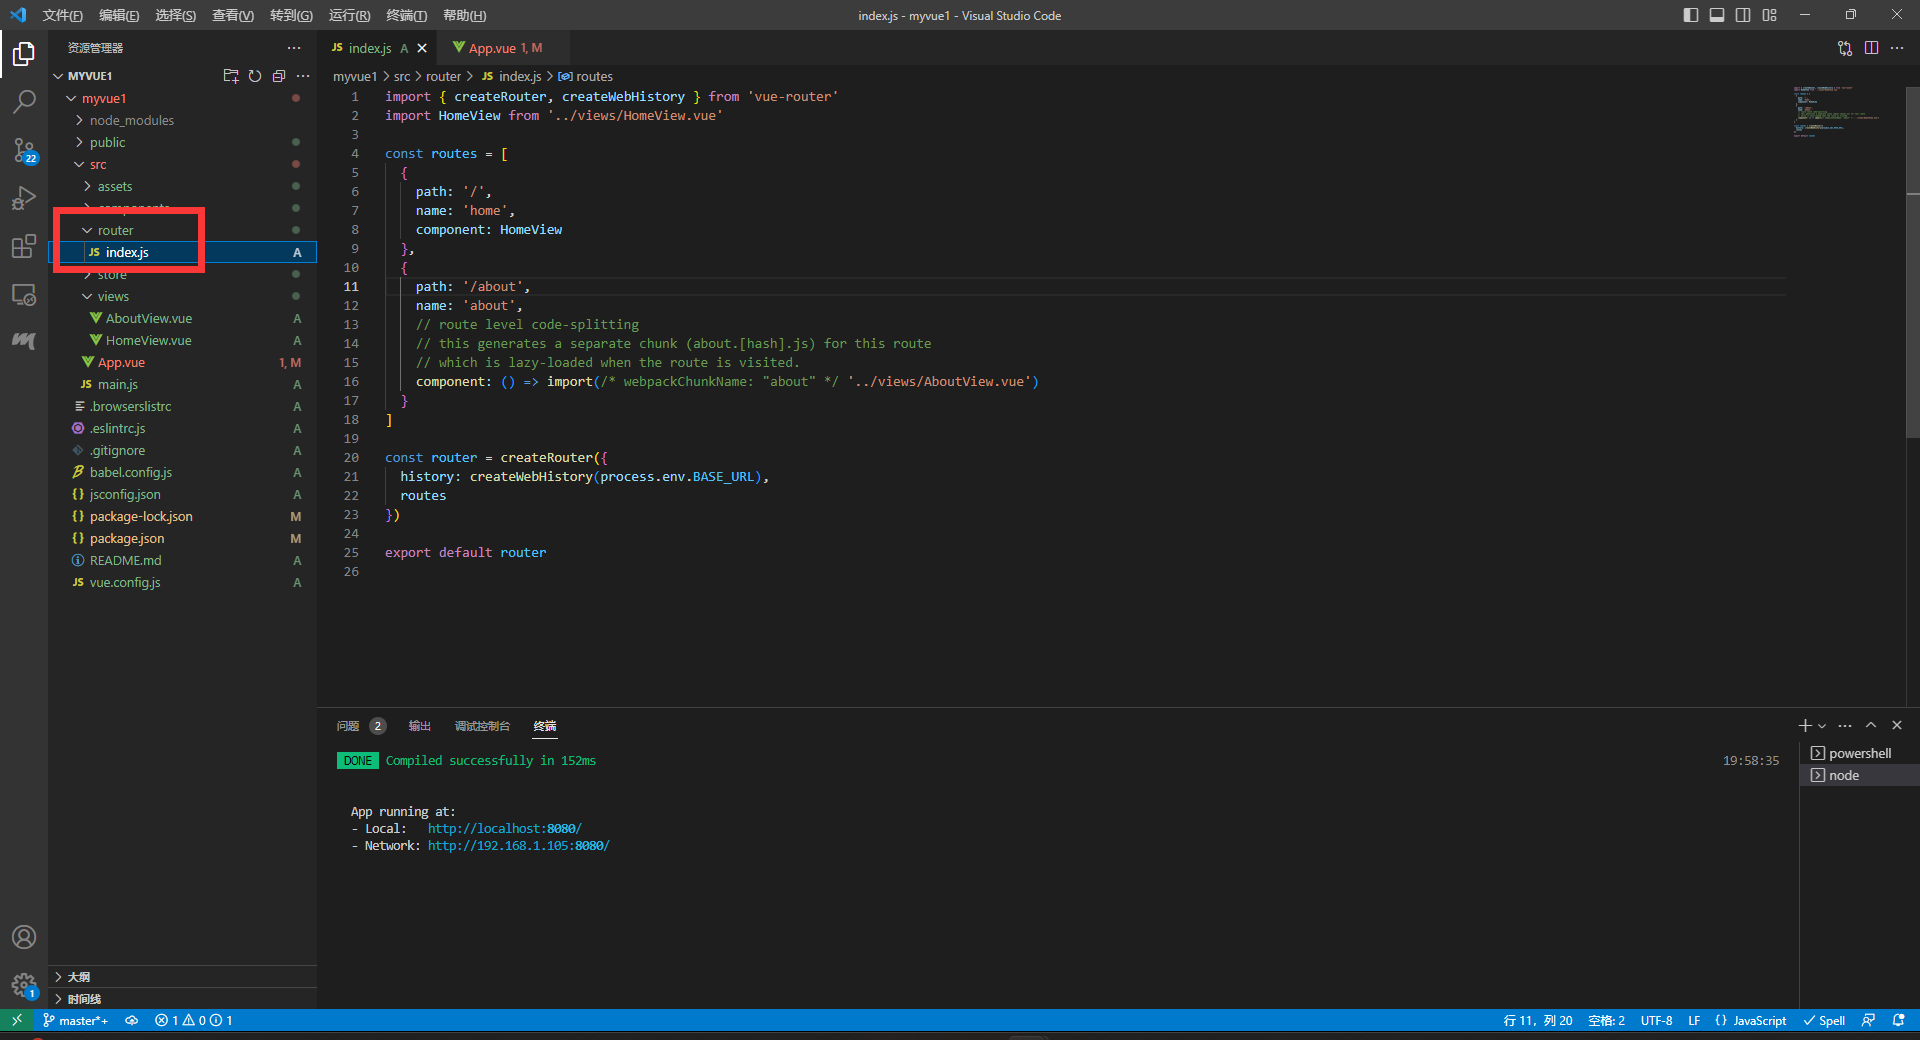 文件(F) 编辑(E) 选择(S) 查看(V) 转到(G) 运行(R) 终端(T) 帮助(H)
index.js - myvue1 - Visual Studio Code
资源管理器
MYVUE1
myvue1
node_modules
public
src
assets
components
router
JS index.js A
store
views
AboutView.vue A
HomeView.vue A
App.vue 1, M
JS main.js A
.browserslistrc A
.eslintrc.js A
.gitignore A
babel.config.js A
{} jsconfig.json A
{} package-lock.json M
{} package.json M
README.md A
JS vue.config.js A
大纲
时间线
22
1
JS index.js A
App.vue 1, M
myvue1 > src > router > JS index.js > routes
1 import { createRouter, createWebHistory } from 'vue-router'
2 import HomeView from '../views/HomeView.vue'
3
4 const routes = [
5 {
6 path: '/',
7 name: 'home',
8 component: HomeView
9 },
10 {
11 path: '/about',
12 name: 'about',
13 // route level code-splitting
14 // this generates a separate chunk (about.[hash].js) for this route
15 // which is lazy-loaded when the route is visited.
16 component: () => import(/* webpackChunkName: "about" */ '../views/AboutView.vue')
17 }
18 ]
19
20 const router = createRouter({
21 history: createWebHistory(process.env.BASE_URL),
22 routes
23 })
24
25 export default router
26
问题 2 输出 调试控制台 终端
DONE Compiled successfully in 152ms 19:58:35
App running at:
- Local: http://localhost:8080/
- Network: http://192.168.1.105:8080/
powershell
node
master*+ 1 0 1
行 11, 列 20 空格: 2 UTF-8 LF {} JavaScript Spell